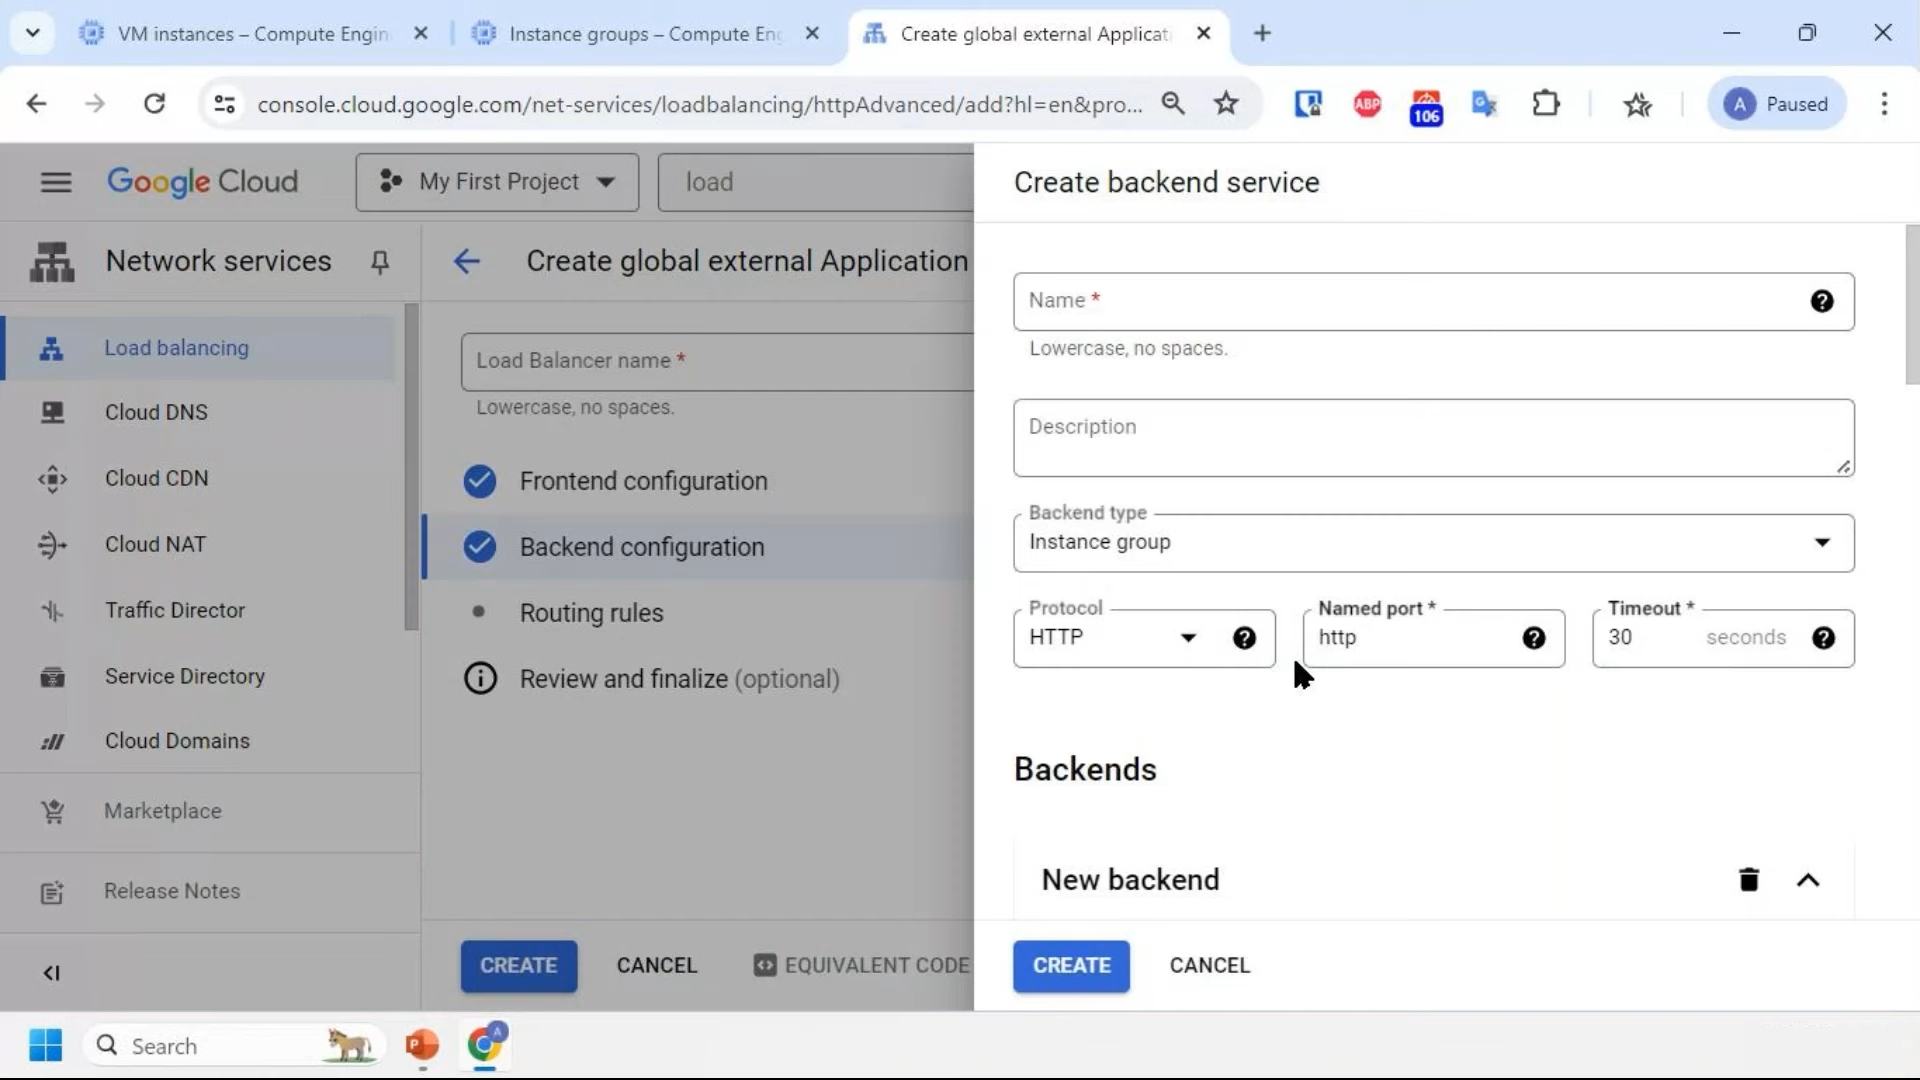 VM instances – Compute Engin
Instance groups – Compute Eng
Create global external Applicati
console.cloud.google.com/net-services/loadbalancing/httpAdvanced/add?hl=en&pro...
ABP
106
A
Paused
Google Cloud
My First Project
load
Network services
Load balancing
Cloud DNS
Cloud CDN
Cloud NAT
Traffic Director
Service Directory
Cloud Domains
Marketplace
Release Notes
Create global external Application
Load Balancer name *
Lowercase, no spaces.
Frontend configuration
Backend configuration
Routing rules
Review and finalize (optional)
CREATE
CANCEL
EQUIVALENT CODE
Create backend service
Name *
Lowercase, no spaces.
Description
Backend type
Instance group
Protocol
HTTP
Named port *
http
Timeout *
30 seconds
Backends
New backend
CREATE
CANCEL
Search
P
A